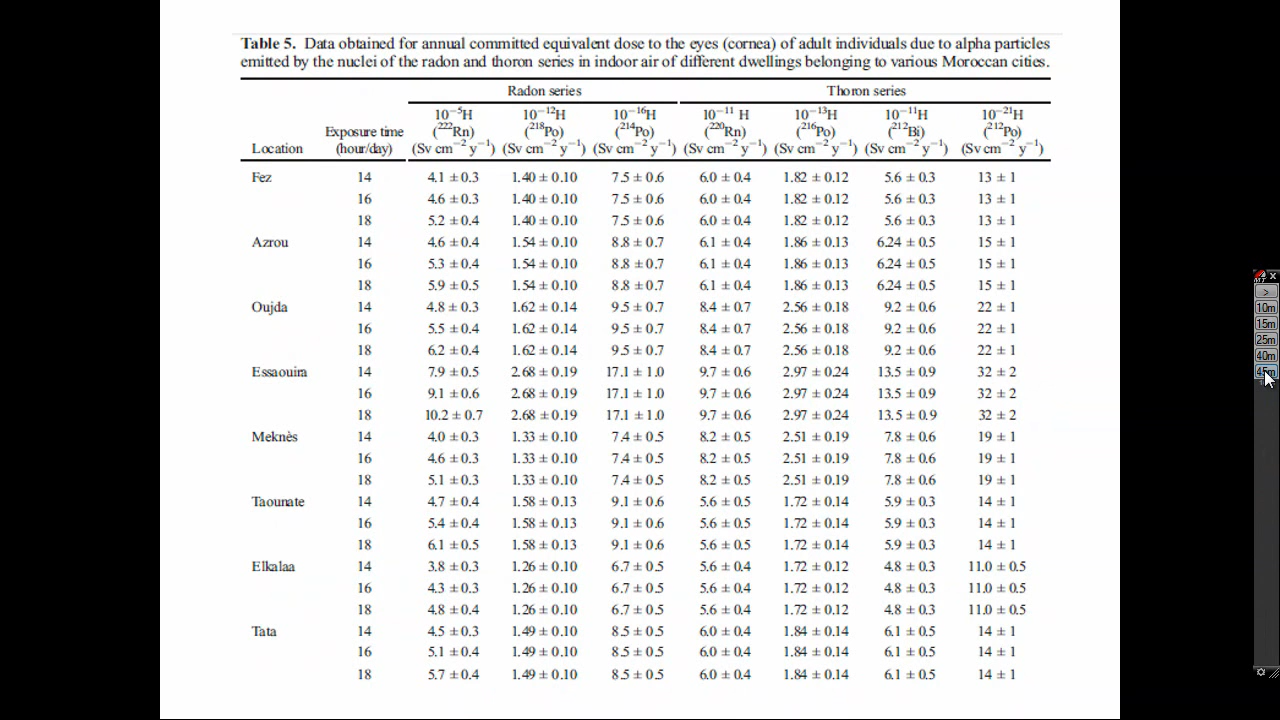 Table 5. Data obtained for annual committed equivalent dose to the eyes (cornea) of adult individuals due to alpha particles
emitted by the nuclei of the radon and thoron series in indoor air of different dwellings belonging to various Moroccan cities.
Radon series Thoron series
10⁻⁵H 10⁻¹²H 10⁻¹⁶H 10⁻¹¹ H 10⁻¹³H 10⁻¹¹H 10⁻²¹H
Exposure time (²²²Rn) (²¹⁸Po) (²¹⁴Po) (²²⁰Rn) (²¹⁶Po) (²¹²Bi) (²¹²Po)
Location (hour/day) (Sv cm⁻² y⁻¹) (Sv cm⁻² y⁻¹) (Sv cm⁻² y⁻¹) (Sv cm⁻² y⁻¹) (Sv cm⁻² y⁻¹) (Sv cm⁻² y⁻¹) (Sv cm⁻² y⁻¹)
Fez 14 4.1 ± 0.3 1.40 ± 0.10 7.5 ± 0.6 6.0 ± 0.4 1.82 ± 0.12 5.6 ± 0.3 13 ± 1
16 4.6 ± 0.3 1.40 ± 0.10 7.5 ± 0.6 6.0 ± 0.4 1.82 ± 0.12 5.6 ± 0.3 13 ± 1
18 5.2 ± 0.4 1.40 ± 0.10 7.5 ± 0.6 6.0 ± 0.4 1.82 ± 0.12 5.6 ± 0.3 13 ± 1
Azrou 14 4.6 ± 0.4 1.54 ± 0.10 8.8 ± 0.7 6.1 ± 0.4 1.86 ± 0.13 6.24 ± 0.5 15 ± 1
16 5.3 ± 0.4 1.54 ± 0.10 8.8 ± 0.7 6.1 ± 0.4 1.86 ± 0.13 6.24 ± 0.5 15 ± 1
18 5.9 ± 0.5 1.54 ± 0.10 8.8 ± 0.7 6.1 ± 0.4 1.86 ± 0.13 6.24 ± 0.5 15 ± 1
Oujda 14 4.8 ± 0.3 1.62 ± 0.14 9.5 ± 0.7 8.4 ± 0.7 2.56 ± 0.18 9.2 ± 0.6 22 ± 1
16 5.5 ± 0.4 1.62 ± 0.14 9.5 ± 0.7 8.4 ± 0.7 2.56 ± 0.18 9.2 ± 0.6 22 ± 1
18 6.2 ± 0.4 1.62 ± 0.14 9.5 ± 0.7 8.4 ± 0.7 2.56 ± 0.18 9.2 ± 0.6 22 ± 1
Essaouira 14 7.9 ± 0.5 2.68 ± 0.19 17.1 ± 1.0 9.7 ± 0.6 2.97 ± 0.24 13.5 ± 0.9 32 ± 2
16 9.1 ± 0.6 2.68 ± 0.19 17.1 ± 1.0 9.7 ± 0.6 2.97 ± 0.24 13.5 ± 0.9 32 ± 2
18 10.2 ± 0.7 2.68 ± 0.19 17.1 ± 1.0 9.7 ± 0.6 2.97 ± 0.24 13.5 ± 0.9 32 ± 2
Meknès 14 4.0 ± 0.3 1.33 ± 0.10 7.4 ± 0.5 8.2 ± 0.5 2.51 ± 0.19 7.8 ± 0.6 19 ± 1
16 4.6 ± 0.3 1.33 ± 0.10 7.4 ± 0.5 8.2 ± 0.5 2.51 ± 0.19 7.8 ± 0.6 19 ± 1
18 5.1 ± 0.3 1.33 ± 0.10 7.4 ± 0.5 8.2 ± 0.5 2.51 ± 0.19 7.8 ± 0.6 19 ± 1
Taounate 14 4.7 ± 0.4 1.58 ± 0.13 9.1 ± 0.6 5.6 ± 0.5 1.72 ± 0.14 5.9 ± 0.3 14 ± 1
16 5.4 ± 0.4 1.58 ± 0.13 9.1 ± 0.6 5.6 ± 0.5 1.72 ± 0.14 5.9 ± 0.3 14 ± 1
18 6.1 ± 0.5 1.58 ± 0.13 9.1 ± 0.6 5.6 ± 0.5 1.72 ± 0.14 5.9 ± 0.3 14 ± 1
Elkalaa 14 3.8 ± 0.3 1.26 ± 0.10 6.7 ± 0.5 5.6 ± 0.4 1.72 ± 0.12 4.8 ± 0.3 11.0 ± 0.5
16 4.3 ± 0.3 1.26 ± 0.10 6.7 ± 0.5 5.6 ± 0.4 1.72 ± 0.12 4.8 ± 0.3 11.0 ± 0.5
18 4.8 ± 0.4 1.26 ± 0.10 6.7 ± 0.5 5.6 ± 0.4 1.72 ± 0.12 4.8 ± 0.3 11.0 ± 0.5
Tata 14 4.5 ± 0.3 1.49 ± 0.10 8.5 ± 0.5 6.0 ± 0.4 1.84 ± 0.14 6.1 ± 0.5 14 ± 1
16 5.1 ± 0.4 1.49 ± 0.10 8.5 ± 0.5 6.0 ± 0.4 1.84 ± 0.14 6.1 ± 0.5 14 ± 1
18 5.7 ± 0.4 1.49 ± 0.10 8.5 ± 0.5 6.0 ± 0.4 1.84 ± 0.14 6.1 ± 0.5 14 ± 1
>
10m
15m
25m
40m
45m